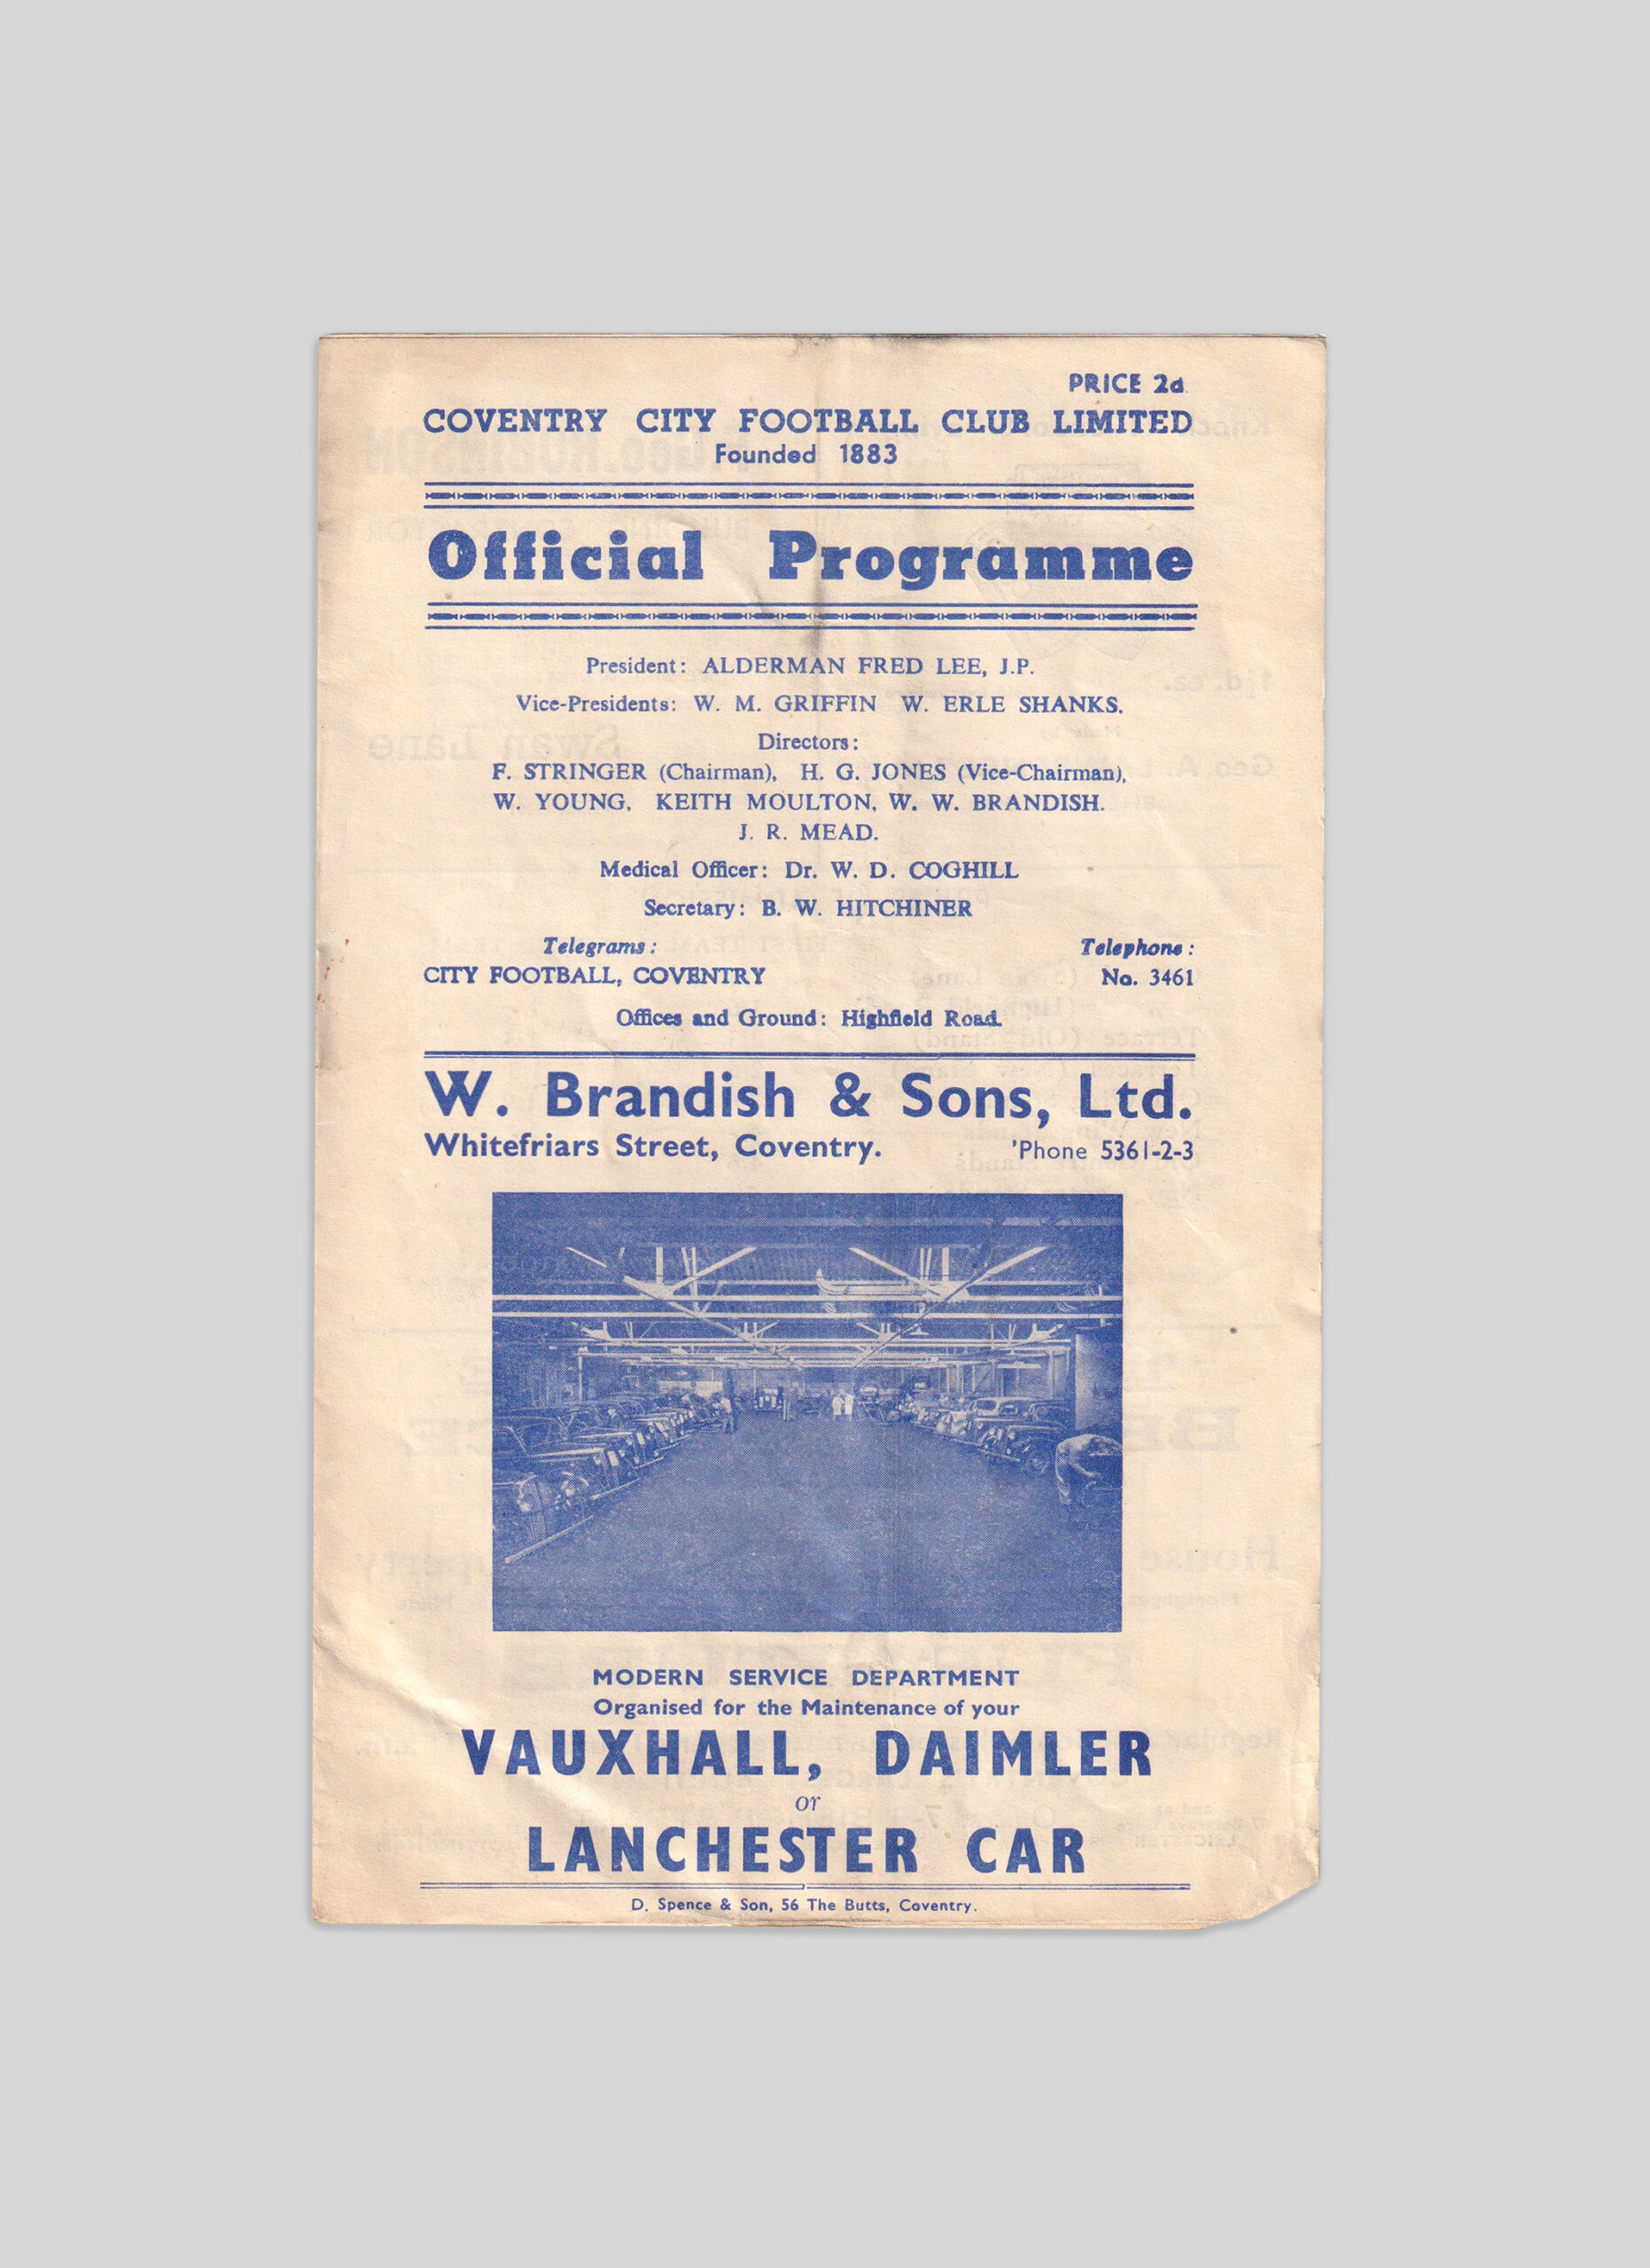 PRICE 2d
COVENTRY CITY FOOTBALL CLUB LIMITED
Founded 1883
Official Programme
President: ALDERMAN FRED LEE, J.P.
Vice-Presidents: W. M. GRIFFIN W. ERLE SHANKS.
Directors:
F. STRINGER (Chairman), H. G. JONES (Vice-Chairman),
W. YOUNG, KEITH MOULTON, W. W. BRANDISH.
J. R. MEAD.
Medical Officer: Dr. W. D. COGHILL
Secretary: B. W. HITCHINER
Telegrams: Telephone:
CITY FOOTBALL, COVENTRY No. 3461
Offices and Ground: Highfield Road.
W. Brandish & Sons, Ltd.
Whitefriars Street, Coventry. 'Phone 5361-2-3
MODERN SERVICE DEPARTMENT
Organised for the Maintenance of your
VAUXHALL, DAIMLER
or
LANCHESTER CAR
D. Spence & Son, 56 The Butts, Coventry.